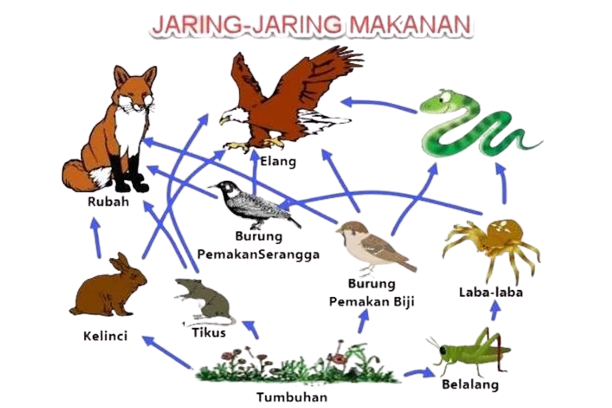 JARING-JARING MAKANAN
Elang
Rubah
Burung
PemakanSerangga
Burung
Pemakan Biji
Laba-laba
Kelinci
Tikus
Belalang
Tumbuhan